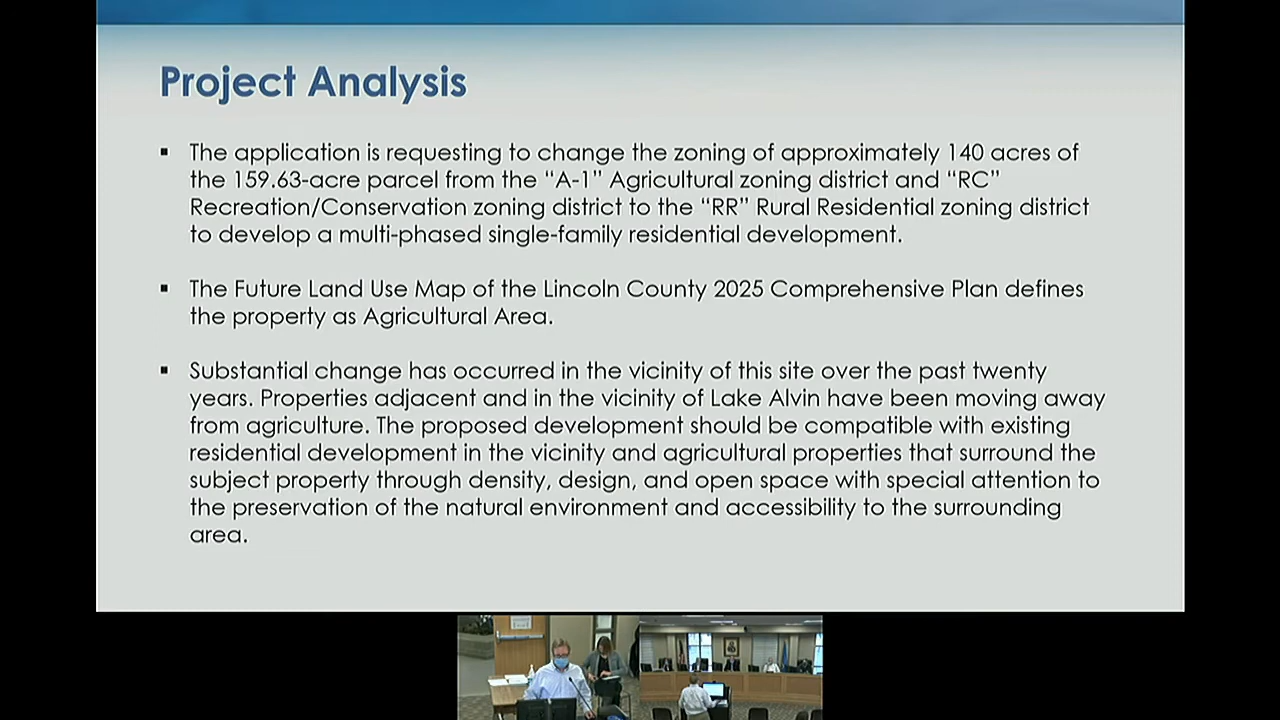 Project Analysis
▪ The application is requesting to change the zoning of approximately 140 acres of
the 159.63-acre parcel from the “A-1” Agricultural zoning district and “RC”
Recreation/Conservation zoning district to the “RR” Rural Residential zoning district
to develop a multi-phased single-family residential development.
▪ The Future Land Use Map of the Lincoln County 2025 Comprehensive Plan defines
the property as Agricultural Area.
▪ Substantial change has occurred in the vicinity of this site over the past twenty
years. Properties adjacent and in the vicinity of Lake Alvin have been moving away
from agriculture. The proposed development should be compatible with existing
residential development in the vicinity and agricultural properties that surround the
subject property through density, design, and open space with special attention to
the preservation of the natural environment and accessibility to the surrounding
area.